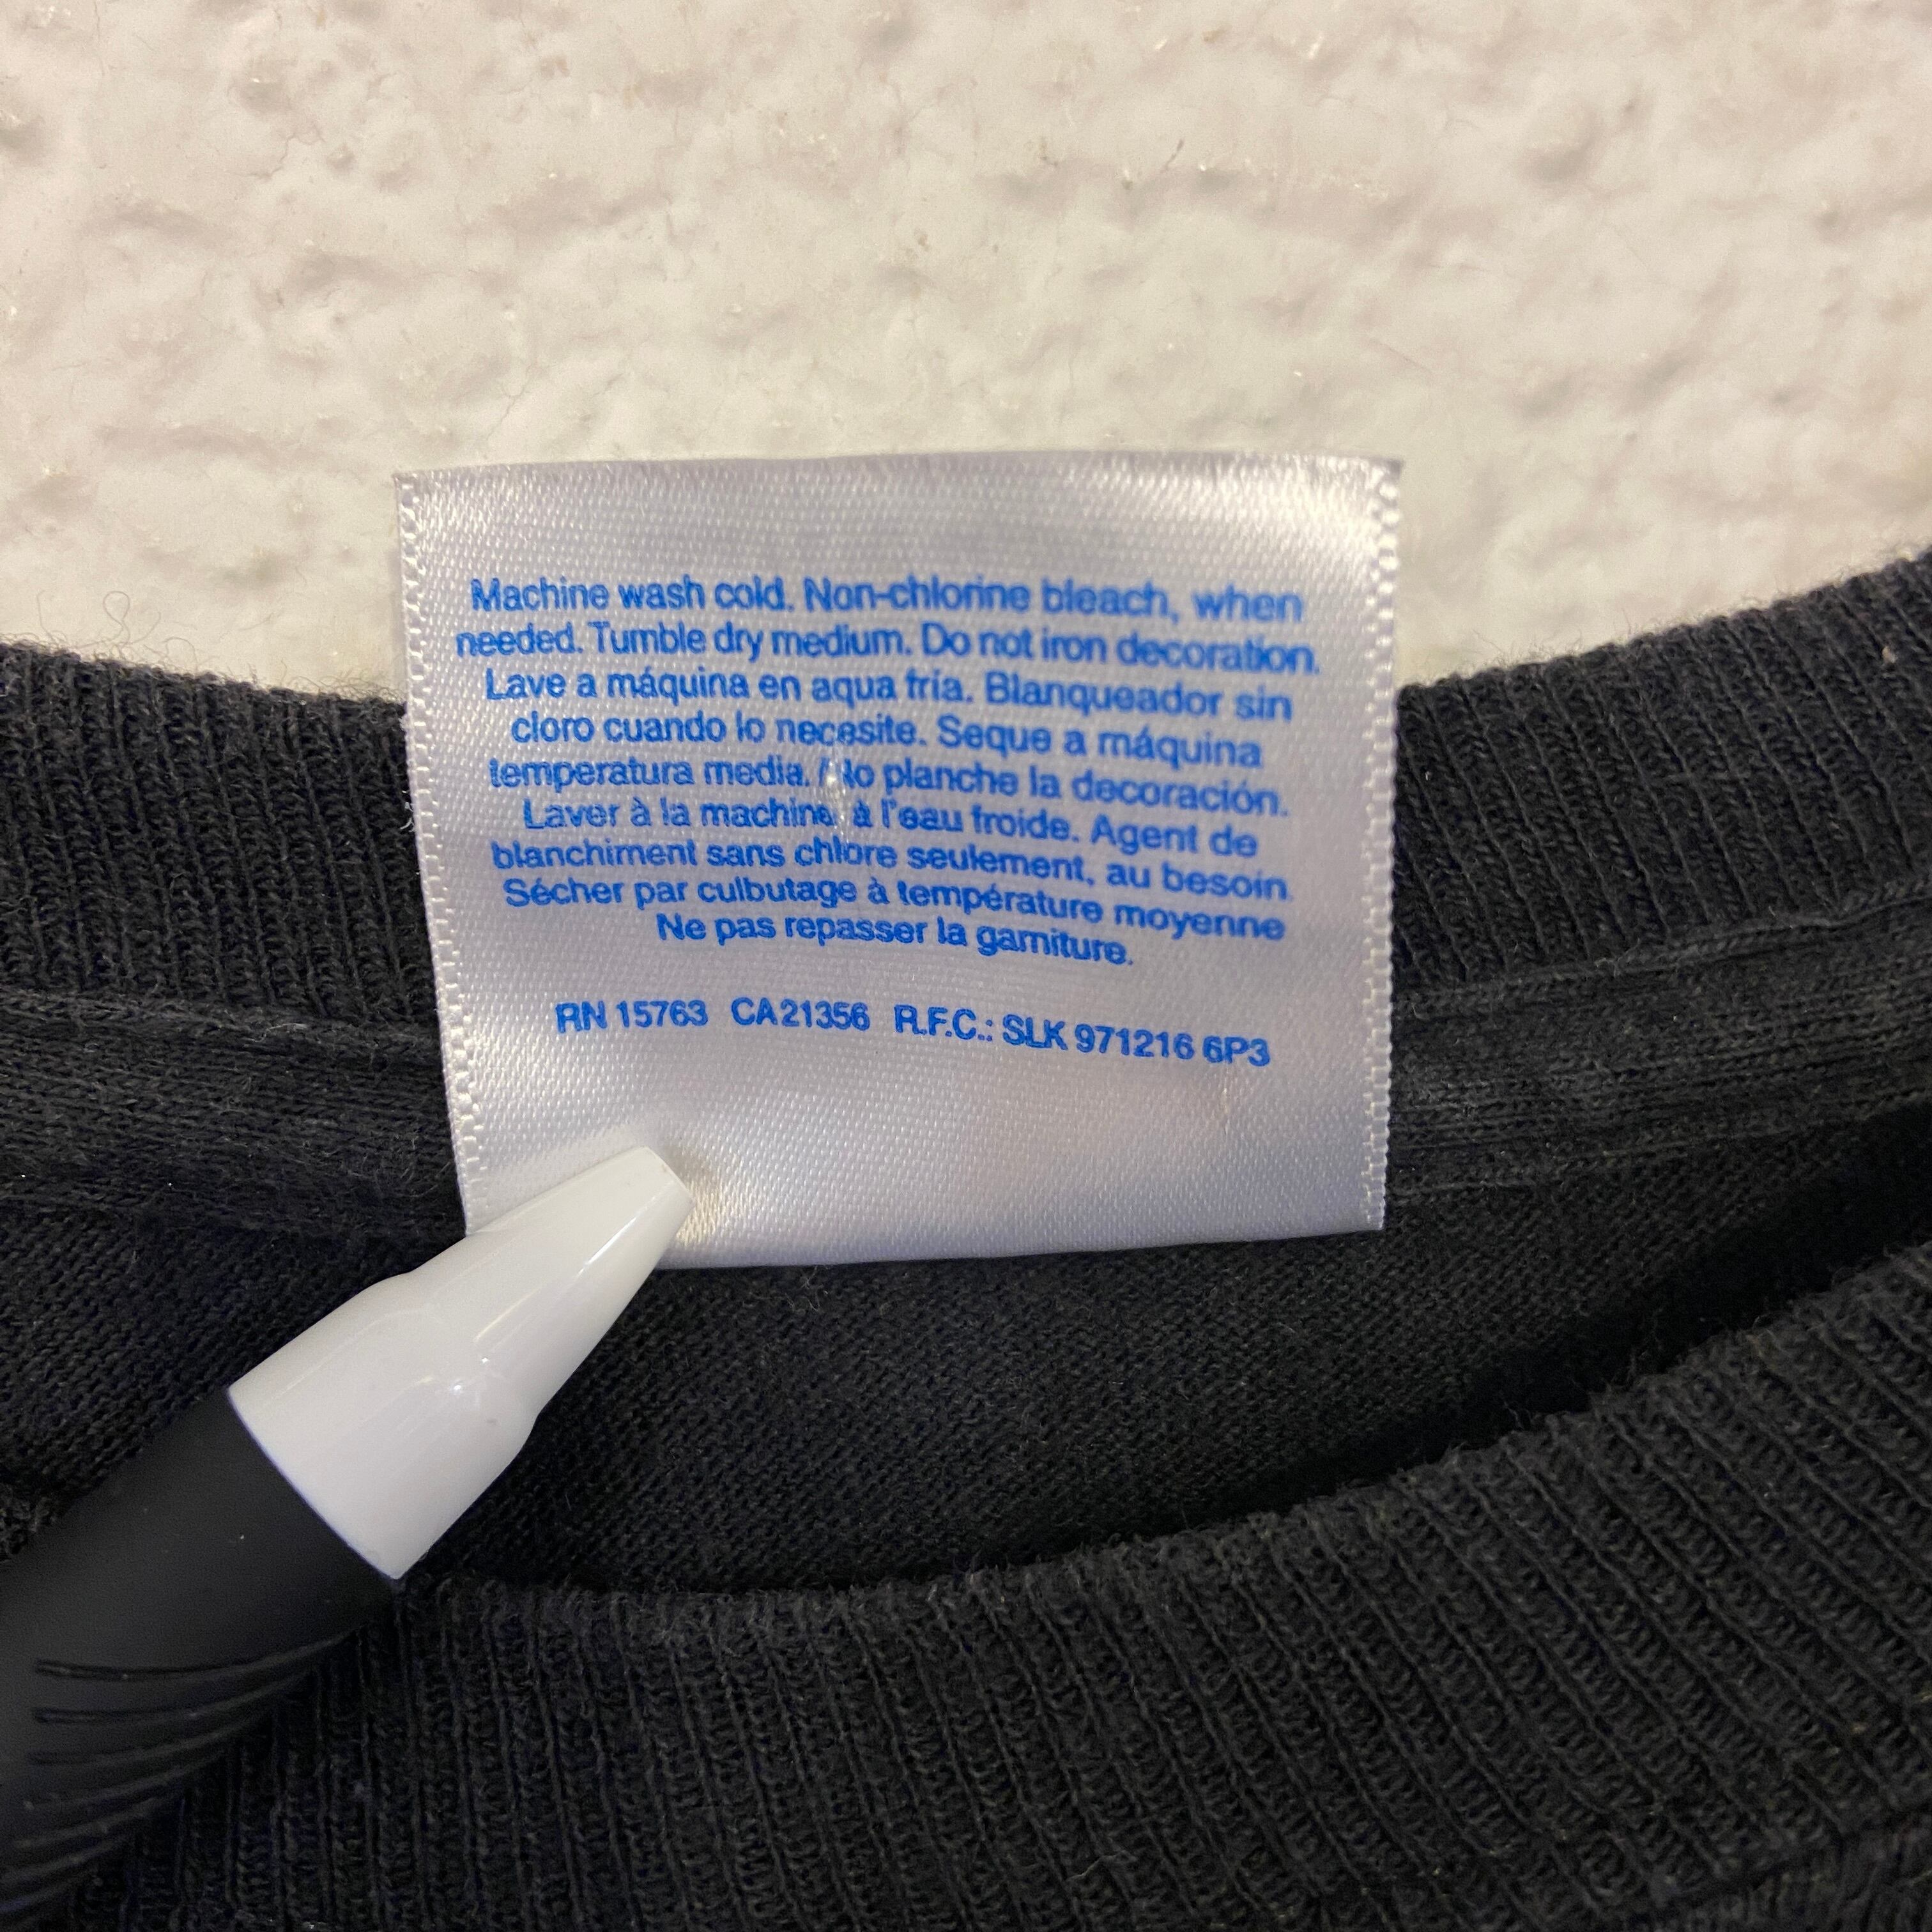 Machine wash cold. Non-chlorine bleach, when
needed. Tumble dry medium. Do not iron decoration.
Lave a máquina en aqua fría. Blanqueador sin
cloro cuando lo necesite. Seque a máquina
temperatura media. No planche la decoración.
Laver à la machine à l'eau froide. Agent de
blanchiment sans chlore seulement, au besoin.
Sécher par culbutage à température moyenne
Ne pas repasser la garniture.
RN 15763 CA21356 R.F.C.: SLK 971216 6P3